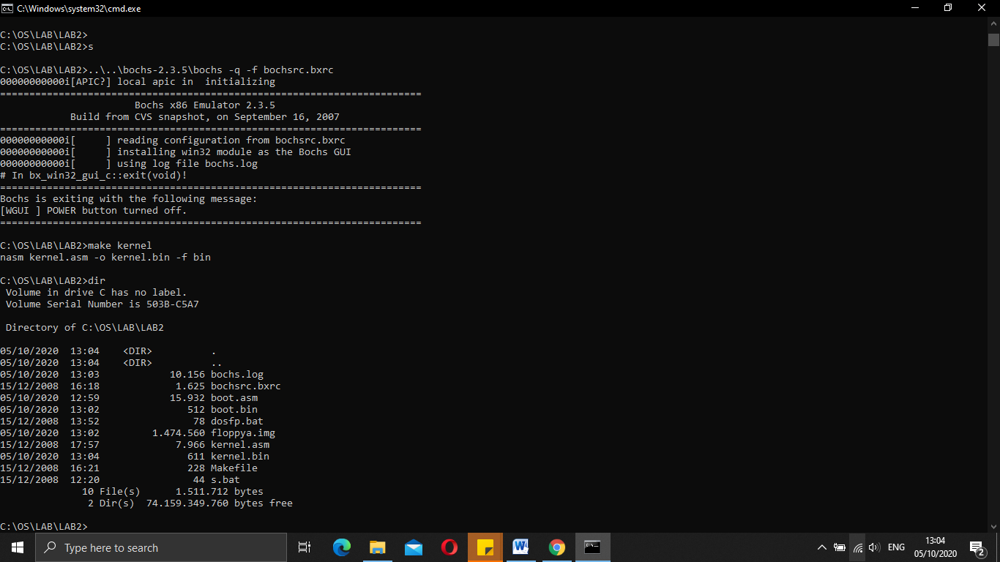 C:\Windows\system32\cmd.exe
C:\OS\LAB\LAB2>
C:\OS\LAB\LAB2>s
C:\OS\LAB\LAB2>..\..\bochs-2.3.5\bochs -q -f bochsrc.bxrc
00000000000i[APIC?] local apic in  initializing
========================================================================
Bochs x86 Emulator 2.3.5
Build from CVS snapshot, on September 16, 2007
========================================================================
00000000000i[     ] reading configuration from bochsrc.bxrc
00000000000i[     ] installing win32 module as the Bochs GUI
00000000000i[     ] using log file bochs.log
# In bx_win32_gui_c::exit(void)!
========================================================================
Bochs is exiting with the following message:
[WGUI ] POWER button turned off.
========================================================================
C:\OS\LAB\LAB2>make kernel
nasm kernel.asm -o kernel.bin -f bin
C:\OS\LAB\LAB2>dir
 Volume in drive C has no label.
 Volume Serial Number is 503B-C5A7
 Directory of C:\OS\LAB\LAB2
05/10/2020  13:04    <DIR>          .
05/10/2020  13:04    <DIR>          ..
05/10/2020  13:03            10.156 bochs.log
15/12/2008  16:18             1.625 bochsrc.bxrc
05/10/2020  12:59            15.932 boot.asm
05/10/2020  13:02               512 boot.bin
15/12/2008  13:52                78 dosfp.bat
05/10/2020  13:02         1.474.560 floppya.img
15/12/2008  17:57             7.966 kernel.asm
05/10/2020  13:04               611 kernel.bin
15/12/2008  16:21               228 Makefile
15/12/2008  12:20                44 s.bat
              10 File(s)      1.511.712 bytes
               2 Dir(s)  74.159.349.760 bytes free
C:\OS\LAB\LAB2>
Type here to search
ENG
13:04
05/10/2020
2